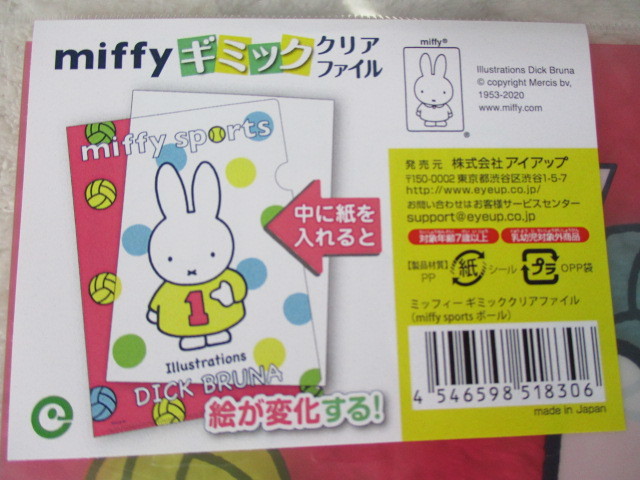 miffy ギミック クリア
ファイル
miffy®
®
Illustrations Dick Bruna
© copyright Mercis bv,
1953-2020
www.miffy.com
miffy sports
1
Illustrations
DICK BRUNA
中に紙を
入れると
絵が変化する!
発売元 株式会社 アイアップ
〒150-0002 東京都渋谷区渋谷1-5-7
http://www.eyeup.co.jp/
お問い合わせはお客様サービスセンター
support@eyeup.co.jp
対象年齢7歳以上 乳幼児対象外商品
【製品材質】
PP
紙 シール
プラ OPP袋
ミッフィー ギミッククリアファイル
(miffy sports ボール)
4 546598 518306
made in Japan